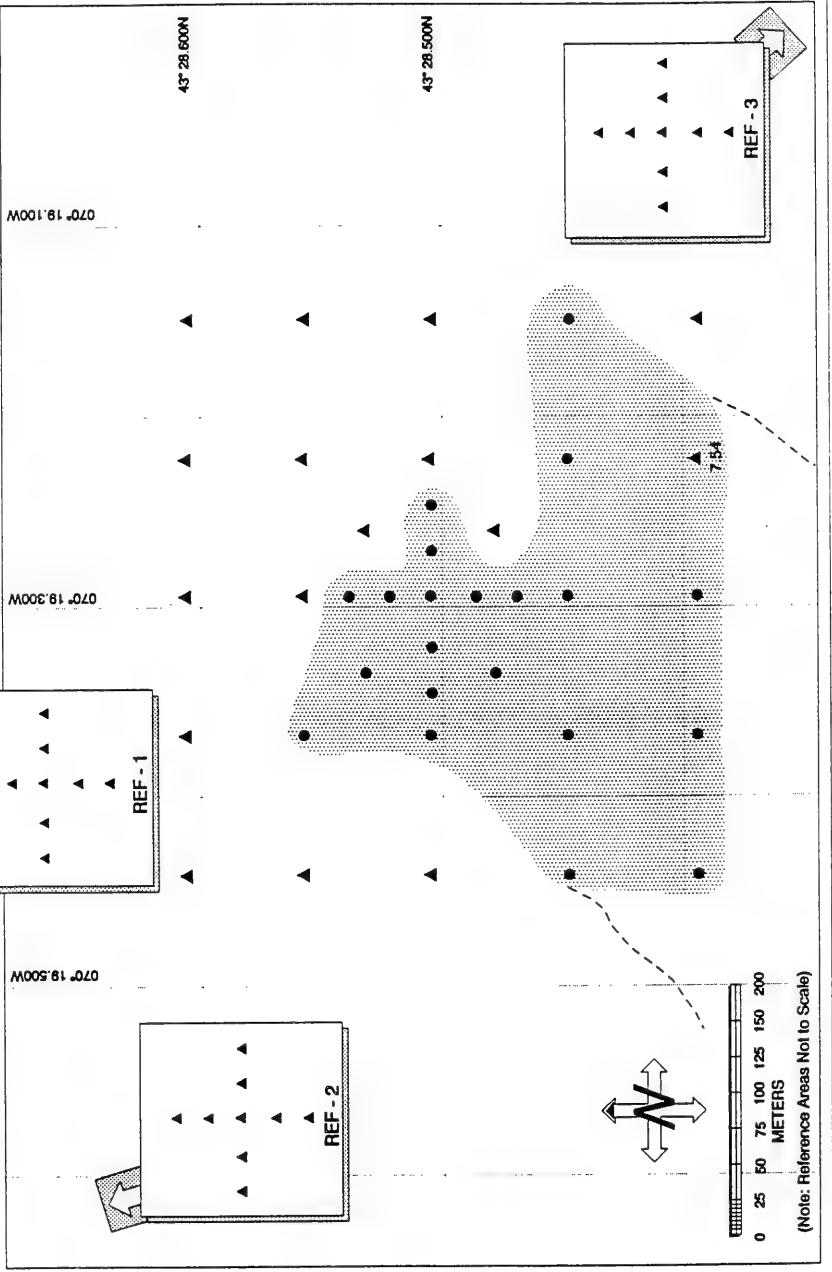 43° 28.600N
43° 28.500N
070° 19.100W
070° 19.300W
070° 19.500W
REF - 1
REF - 2
REF - 3
7.54
N
0 25 50 75 100 125 150 200
METERS
(Note: Reference Areas Not to Scale)